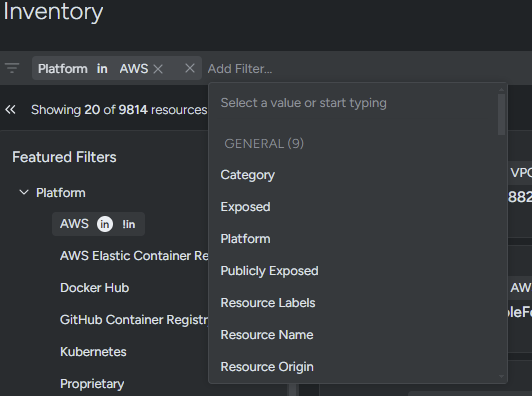 Inventory
Platform in AWS
Add Filter...
Showing 20 of 9814 resources
Select a value or start typing
GENERAL (9)
Category
Exposed
Platform
Publicly Exposed
Resource Labels
Resource Name
Resource Origin
Featured Filters
Platform
AWS in !in
AWS Elastic Container Re
Docker Hub
GitHub Container Registr
Kubernetes
Proprietary
VPC
882
AW